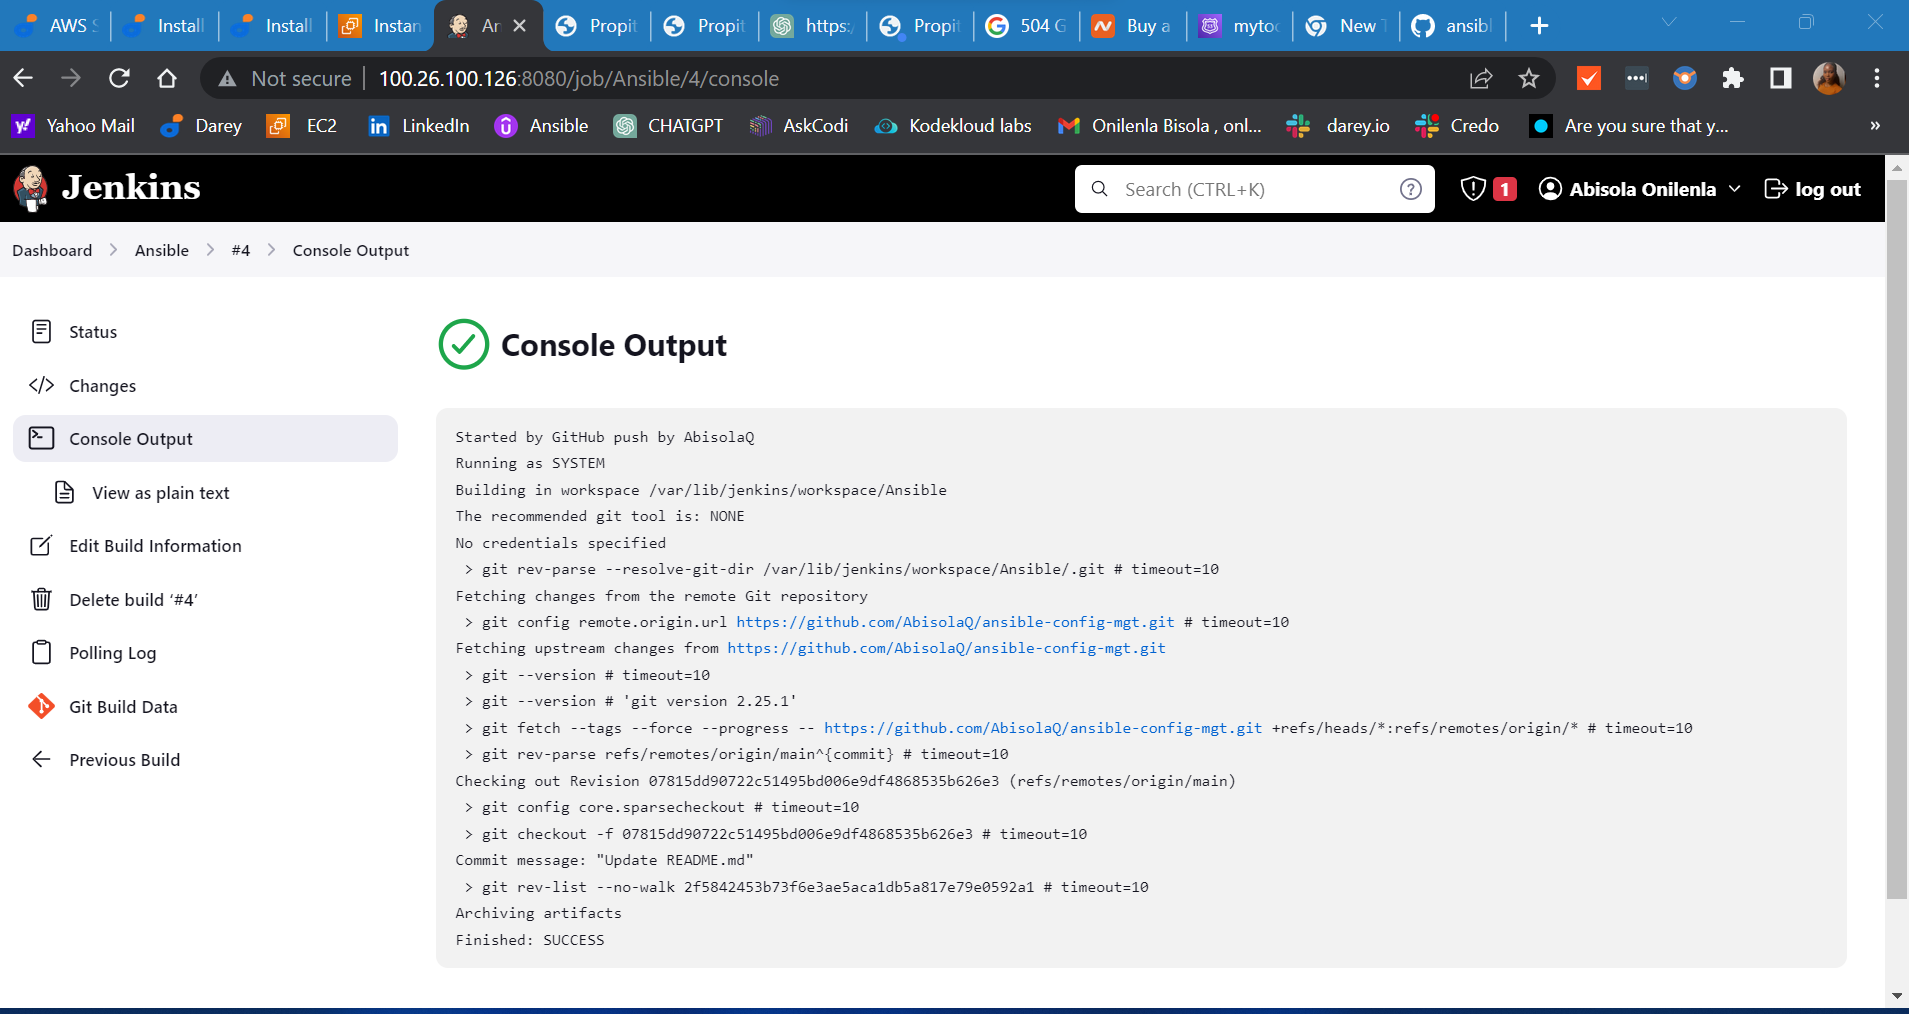 AWS S
Install
Install
Instan
An
Propit
Propit
https:/
Propit
504 G
Buy a
mytoo
New T
ansibl
Not secure
100.26.100.126:8080/job/Ansible/4/console
Yahoo Mail
Darey
EC2
LinkedIn
Ansible
CHATGPT
AskCodi
Kodekloud labs
Onilenla Bisola , onl...
darey.io
Credo
Are you sure that y...
»
Jenkins
Search (CTRL+K)
1
Abisola Onilenla
log out
Dashboard
Ansible
#4
Console Output
Status
Changes
Console Output
View as plain text
Edit Build Information
Delete build ‘#4’
Polling Log
Git Build Data
Previous Build
Console Output
Started by GitHub push by AbisolaQ
Running as SYSTEM
Building in workspace /var/lib/jenkins/workspace/Ansible
The recommended git tool is: NONE
No credentials specified
> git rev-parse --resolve-git-dir /var/lib/jenkins/workspace/Ansible/.git # timeout=10
Fetching changes from the remote Git repository
> git config remote.origin.url https://github.com/AbisolaQ/ansible-config-mgt.git # timeout=10
Fetching upstream changes from https://github.com/AbisolaQ/ansible-config-mgt.git
> git --version # timeout=10
> git --version # 'git version 2.25.1'
> git fetch --tags --force --progress -- https://github.com/AbisolaQ/ansible-config-mgt.git +refs/heads/*:refs/remotes/origin/* # timeout=10
> git rev-parse refs/remotes/origin/main^{commit} # timeout=10
Checking out Revision 07815dd90722c51495bd006e9df4868535b626e3 (refs/remotes/origin/main)
> git config core.sparsecheckout # timeout=10
> git checkout -f 07815dd90722c51495bd006e9df4868535b626e3 # timeout=10
Commit message: "Update README.md"
> git rev-list --no-walk 2f5842453b73f6e3ae5aca1db5a817e79e0592a1 # timeout=10
Archiving artifacts
Finished: SUCCESS